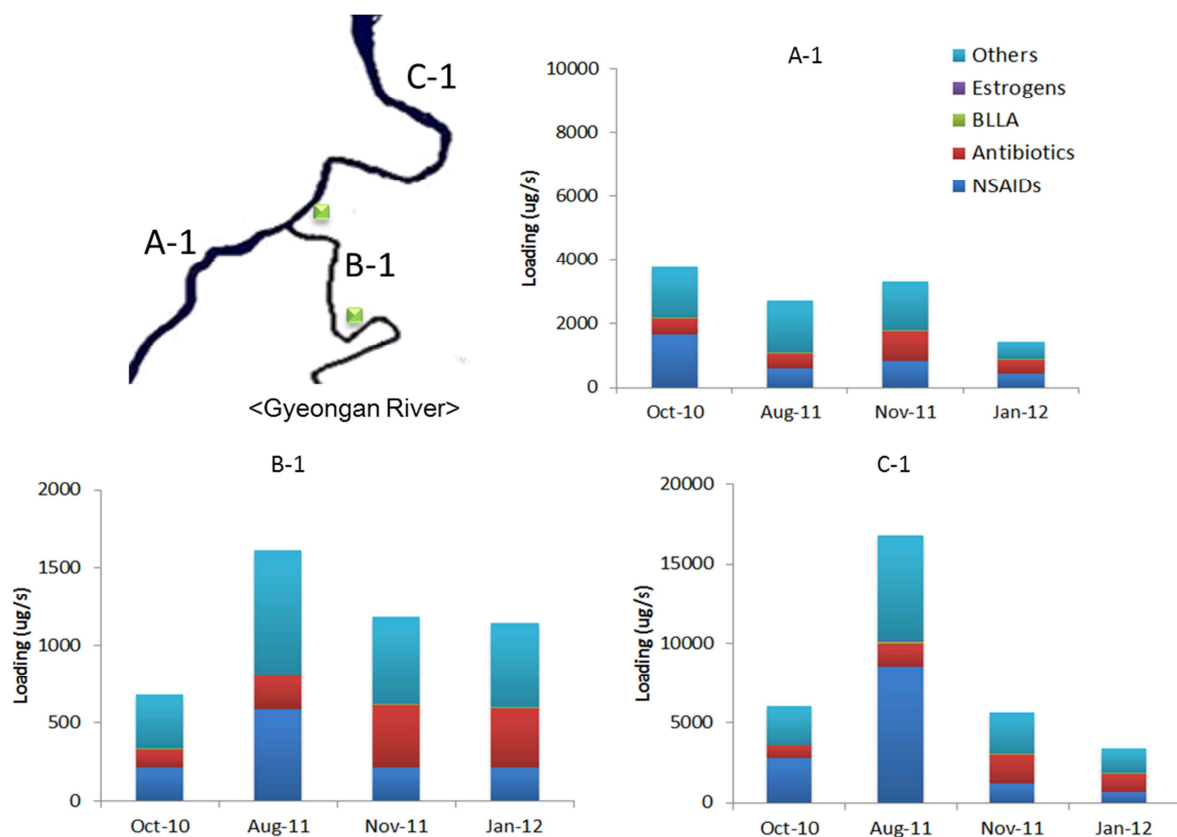 C-1
A-1
B-1
<Gyeongan River>
A-1
Others
Estrogens
BLLA
Antibiotics
NSAIDs
Loading (ug/s)
10000
8000
6000
4000
2000
0
Oct-10 Aug-11 Nov-11 Jan-12
B-1
Loading (ug/s)
2000
1500
1000
500
0
Oct-10 Aug-11 Nov-11 Jan-12
C-1
Loading (ug/s)
20000
15000
10000
5000
0
Oct-10 Aug-11 Nov-11 Jan-12